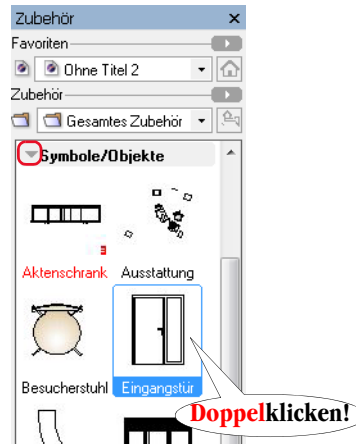 Zubehör
Favoriten
Ohne Titel 2
Zubehör
Gesamtes Zubehör
Symbole/Objekte
Aktenschrank Ausstattung
Besucherstuhl Eingangstür
Doppelklicken!